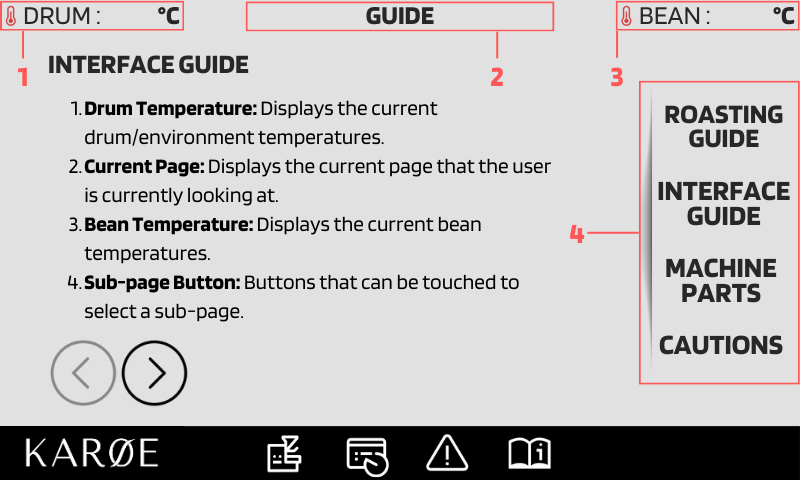 DRUM : °C
GUIDE
BEAN : °C
1
2
3
INTERFACE GUIDE
1. Drum Temperature: Displays the current
drum/environment temperatures.
2. Current Page: Displays the current page that the user
is currently looking at.
3. Bean Temperature: Displays the current bean
temperatures.
4. Sub-page Button: Buttons that can be touched to
select a sub-page.
4
ROASTING
GUIDE
INTERFACE
GUIDE
MACHINE
PARTS
CAUTIONS
KARØE